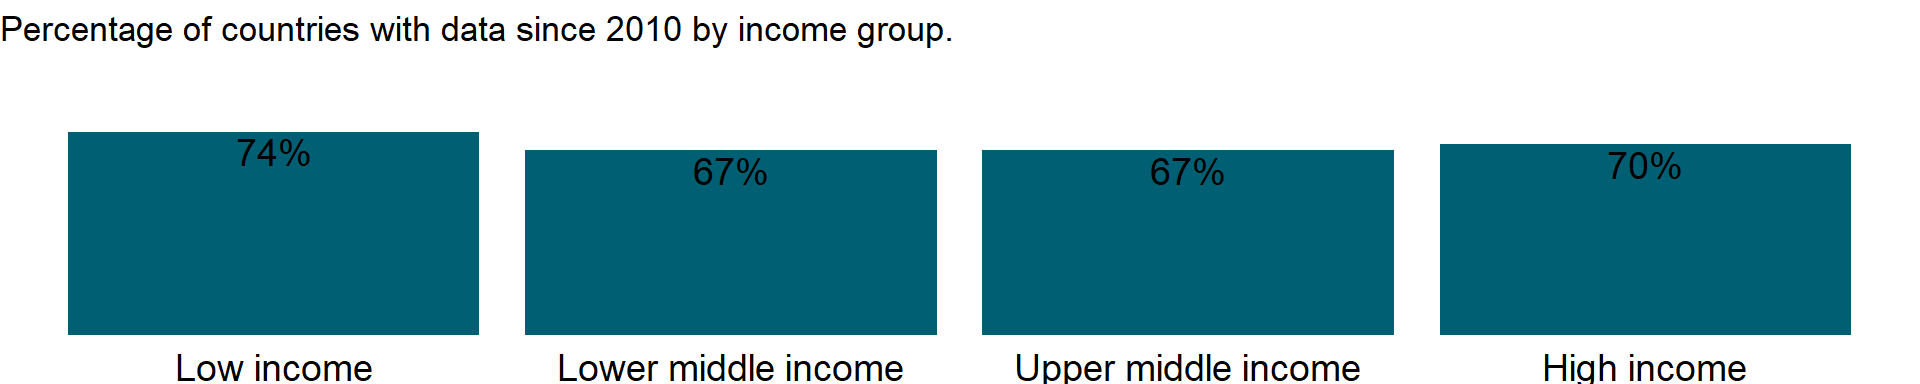 Percentage of countries with data since 2010 by income group.
74%
67%
67%
70%
Low income
Lower middle income
Upper middle income
High income